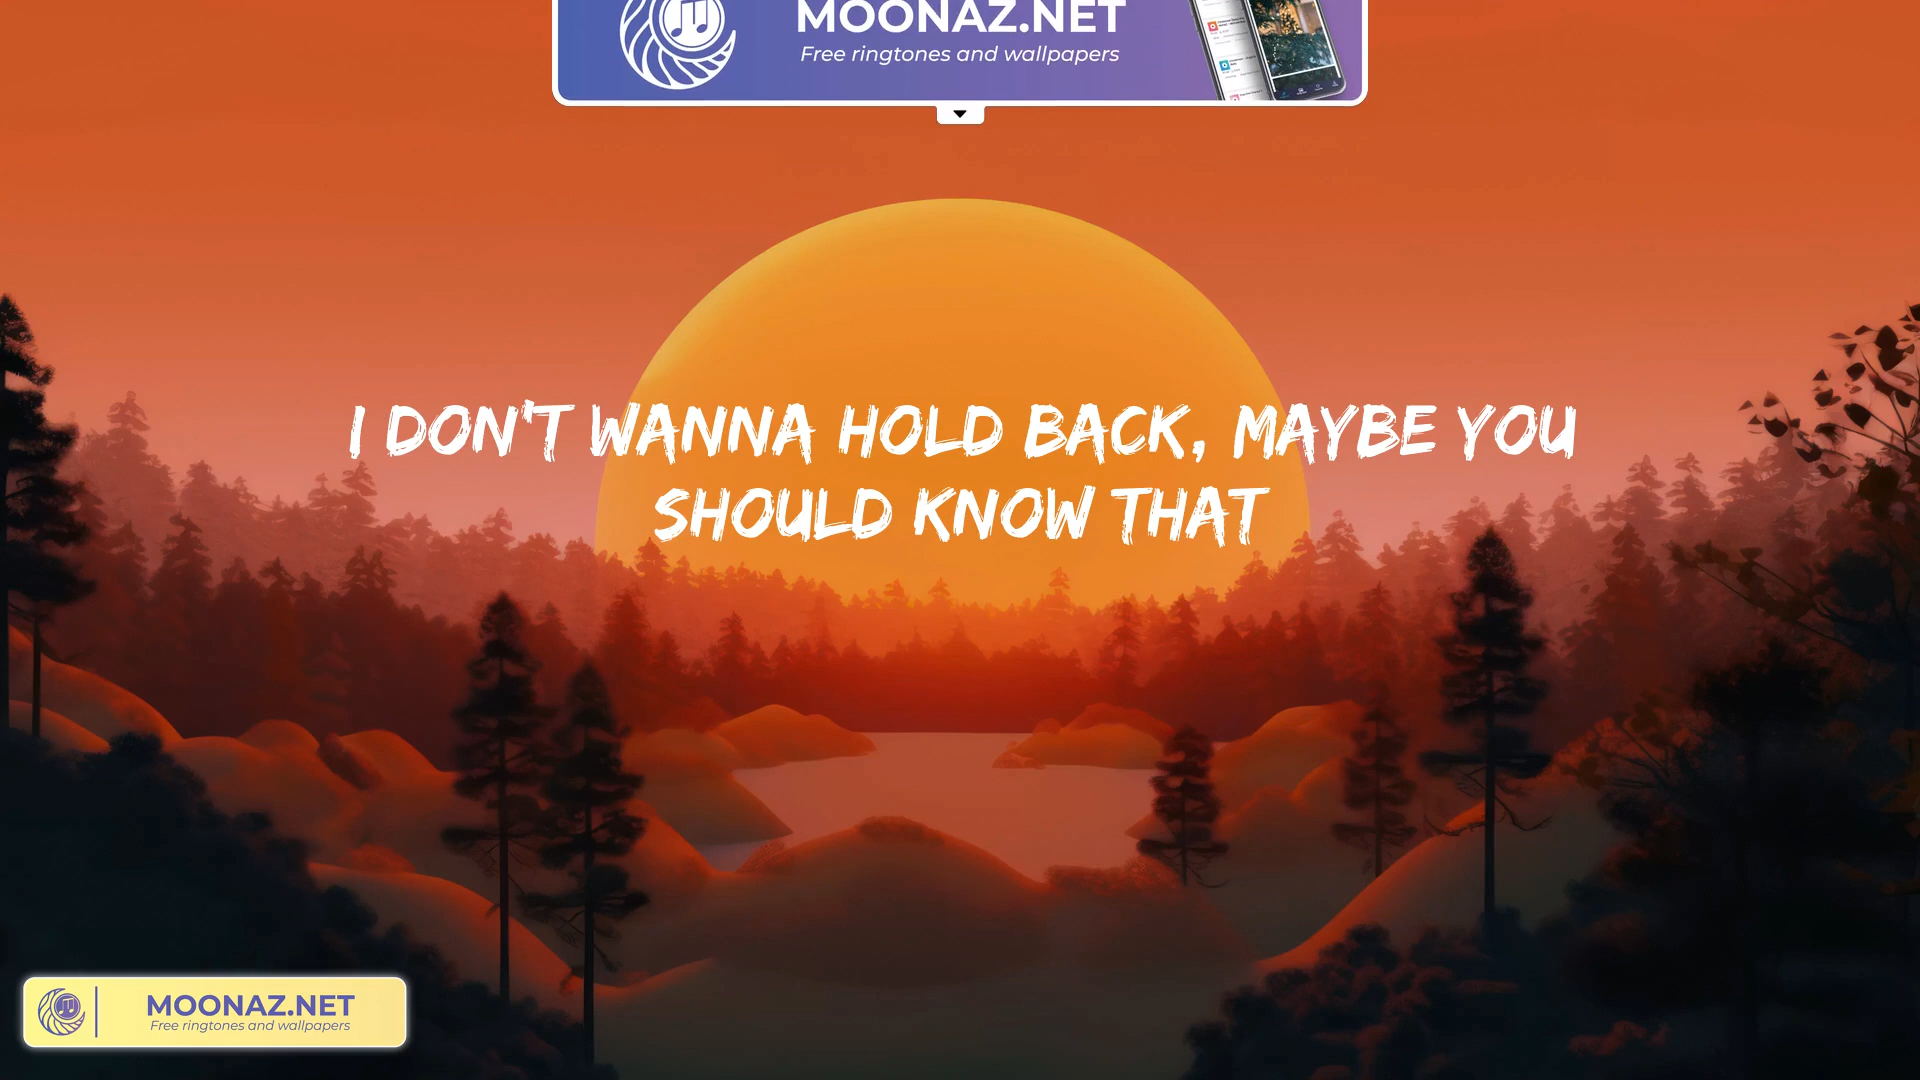 MOONAZ.NET
Free ringtones and wallpapers
I DON'T WANNA HOLD BACK, MAYBE YOU
SHOULD KNOW THAT
MOONAZ.NET
Free ringtones and wallpapers